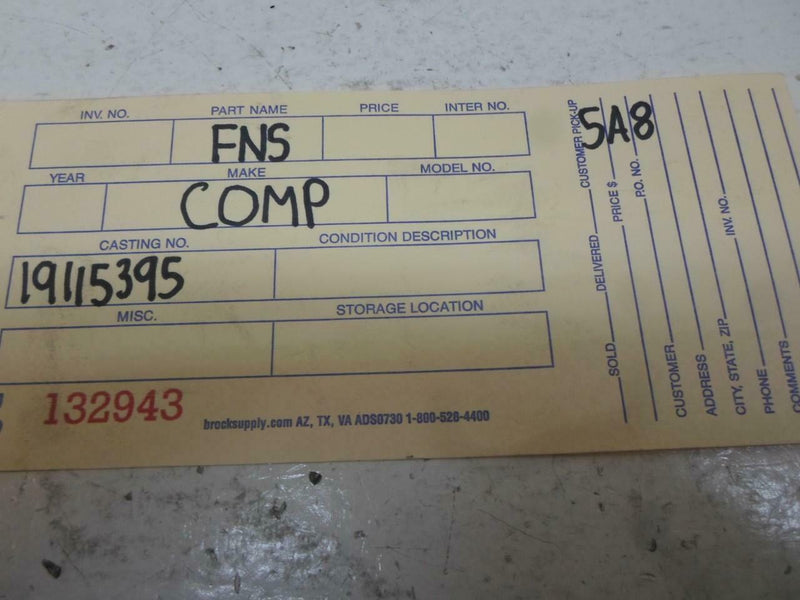 INV. NO. PART NAME PRICE INTER NO.
FNS
YEAR MAKE MODEL NO.
COMP
CASTING NO. CONDITION DESCRIPTION
19115395
MISC. STORAGE LOCATION
132943 brocksupply.com AZ, TX, VA ADS0730 1-800-528-4400
5A8
SOLD DELIVERED CUSTOMER PICK-UP
PRICE $
P.O. NO.
CUSTOMER
ADDRESS
CITY, STATE, ZIP INV. NO.
PHONE
COMMENTS